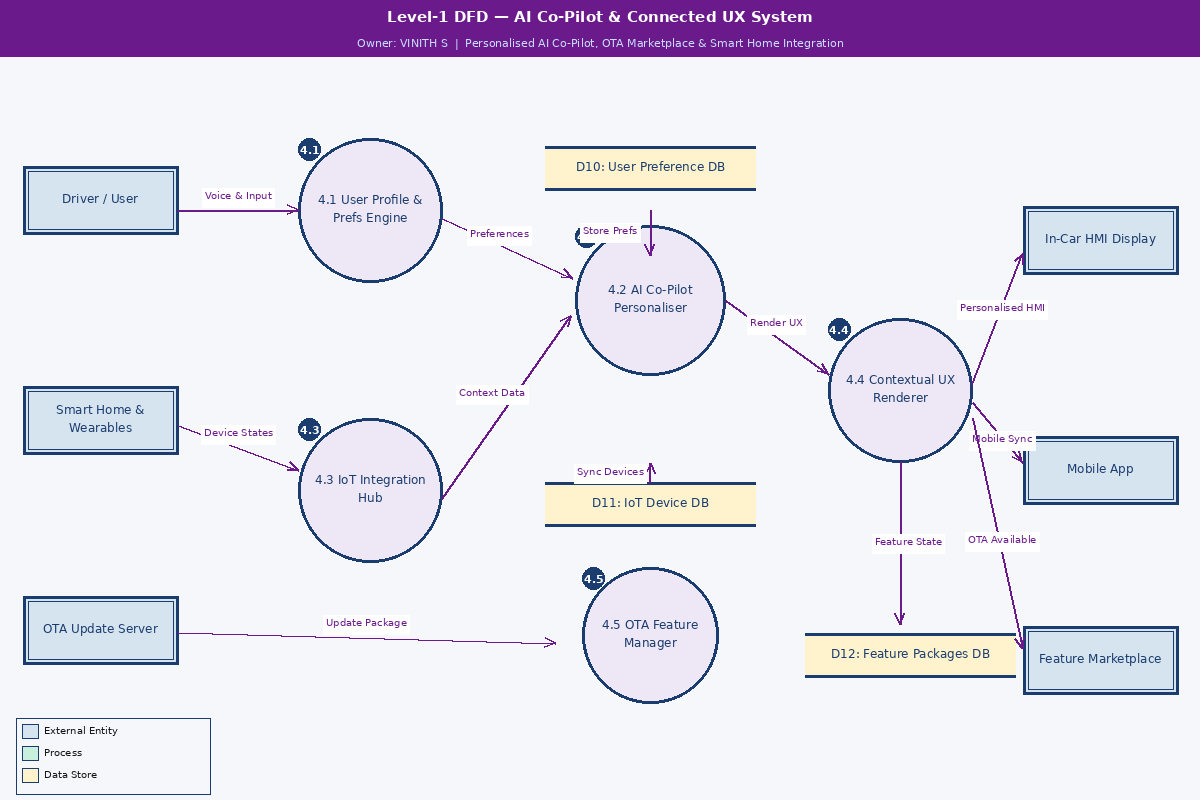 Level-1 DFD — AI Co-Pilot & Connected UX System
Owner: VINITH S | Personalised AI Co-Pilot, OTA Marketplace & Smart Home Integration
4.1
D10: User Preference DB
Driver / User
Voice & Input
4.1 User Profile &
Prefs Engine
Preferences
Store Prefs
In-Car HMI Display
4.2 AI Co-Pilot
Personaliser
Personalised HMI
Render UX
4.4
4.4 Contextual UX
Renderer
Context Data
Smart Home &
Wearables
Device States
4.3
Mobile Sync
Mobile App
4.3 IoT Integration
Hub
Sync Devices
D11: IoT Device DB
Feature State
OTA Available
4.5
OTA Update Server
Update Package
4.5 OTA Feature
Manager
D12: Feature Packages DB
Feature Marketplace
External Entity
Process
Data Store